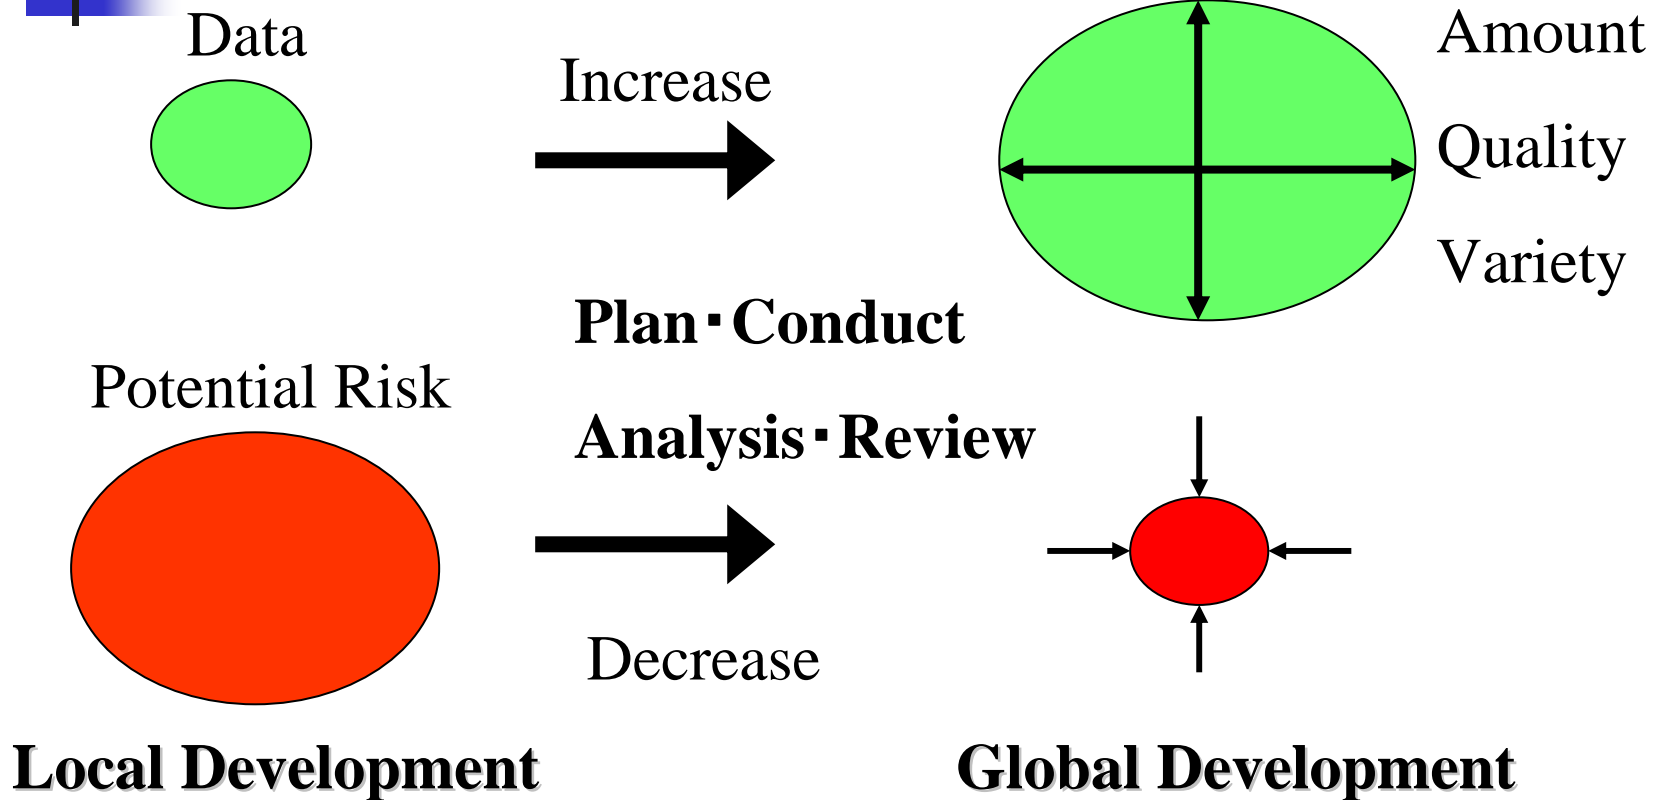 Data
Increase
Amount
Quality
Variety
Plan・Conduct
Potential Risk
Analysis・Review
Decrease
Local Development
Global Development